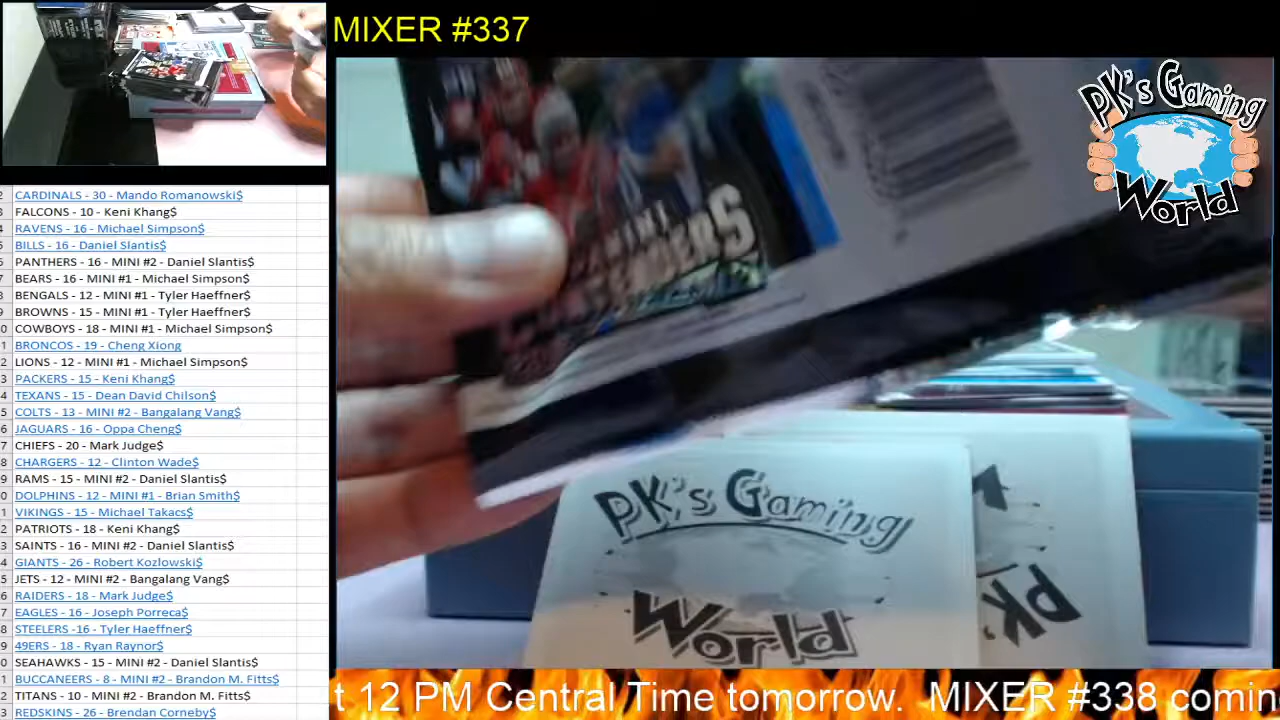 MIXER #337
PK's Gaming
World
CARDINALS - 30 - Mando Romanowski$
FALCONS - 10 - Keni Khang$
RAVENS - 16 - Michael Simpson$
BILLS - 16 - Daniel Slantis$
PANTHERS - 16 - MINI #2 - Daniel Slantis$
BEARS - 16 - MINI #1 - Michael Simpson$
BENGALS - 12 - MINI #1 - Tyler Haeffner$
BROWNS - 15 - MINI #1 - Tyler Haeffner$
COWBOYS - 18 - MINI #1 - Michael Simpson$
BRONCOS - 19 - Cheng Xiong
LIONS - 12 - MINI #1 - Michael Simpson$
PACKERS - 15 - Keni Khang$
TEXANS - 15 - Dean David Chilson$
COLTS - 13 - MINI #2 - Bangalang Vang$
JAGUARS - 16 - Oppa Cheng$
CHIEFS - 20 - Mark Judge$
CHARGERS - 12 - Clinton Wade$
RAMS - 15 - MINI #2 - Daniel Slantis$
DOLPHINS - 12 - MINI #1 - Brian Smith$
VIKINGS - 15 - Michael Takacs$
PATRIOTS - 18 - Keni Khang$
SAINTS - 16 - MINI #2 - Daniel Slantis$
GIANTS - 26 - Robert Kozlowski$
JETS - 12 - MINI #2 - Bangalang Vang$
RAIDERS - 18 - Mark Judge$
EAGLES - 16 - Joseph Porreca$
STEELERS -16 - Tyler Haeffner$
49ERS - 18 - Ryan Raynor$
SEAHAWKS - 15 - MINI #2 - Daniel Slantis$
BUCCANEERS - 8 - MINI #2 - Brandon M. Fitts$
TITANS - 10 - MINI #2 - Brandon M. Fitts$
REDSKINS - 26 - Brendan Corneby$
PK's Gaming
World
PK'
t 12 PM Central Time tomorrow. MIXER #338 comin